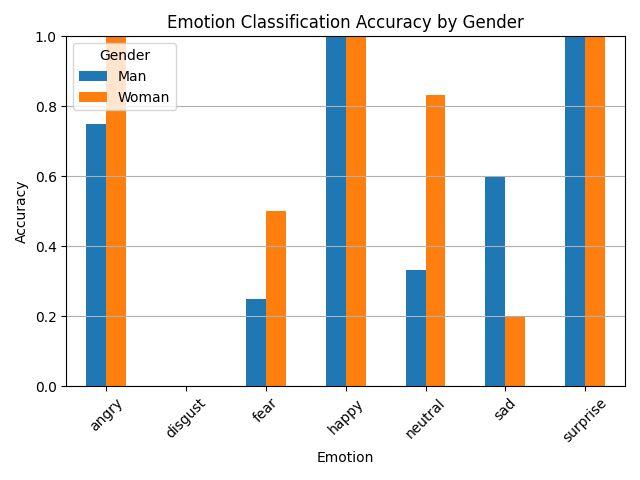 Emotion Classification Accuracy by Gender
Gender
Man
Woman
Accuracy
1.0
0.8
0.6
0.4
0.2
0.0
angry
disgust
fear
happy
neutral
sad
surprise
Emotion